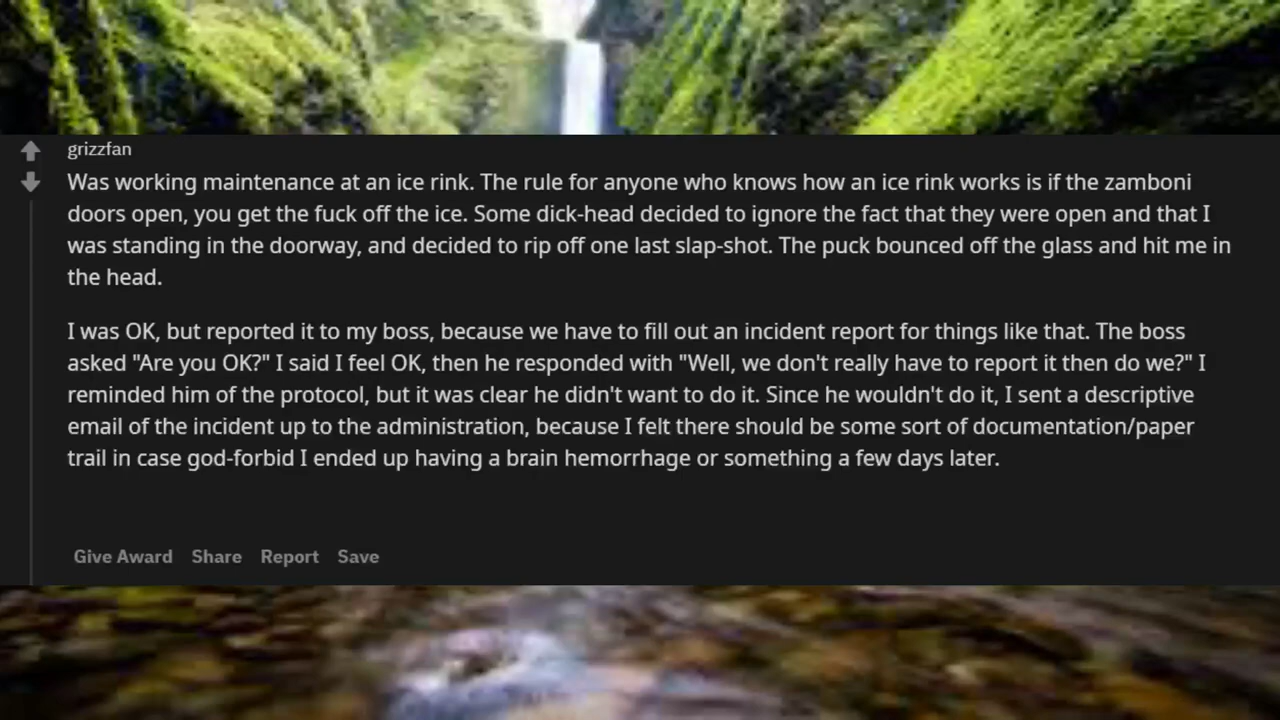 grizzfan
Was working maintenance at an ice rink. The rule for anyone who knows how an ice rink works is if the zamboni
doors open, you get the fuck off the ice. Some dick-head decided to ignore the fact that they were open and that I
was standing in the doorway, and decided to rip off one last slap-shot. The puck bounced off the glass and hit me in
the head.
I was OK, but reported it to my boss, because we have to fill out an incident report for things like that. The boss
asked "Are you OK?" I said I feel OK, then he responded with "Well, we don't really have to report it then do we?" I
reminded him of the protocol, but it was clear he didn't want to do it. Since he wouldn't do it, I sent a descriptive
email of the incident up to the administration, because I felt there should be some sort of documentation/paper
trail in case god-forbid I ended up having a brain hemorrhage or something a few days later.
Give Award Share Report Save